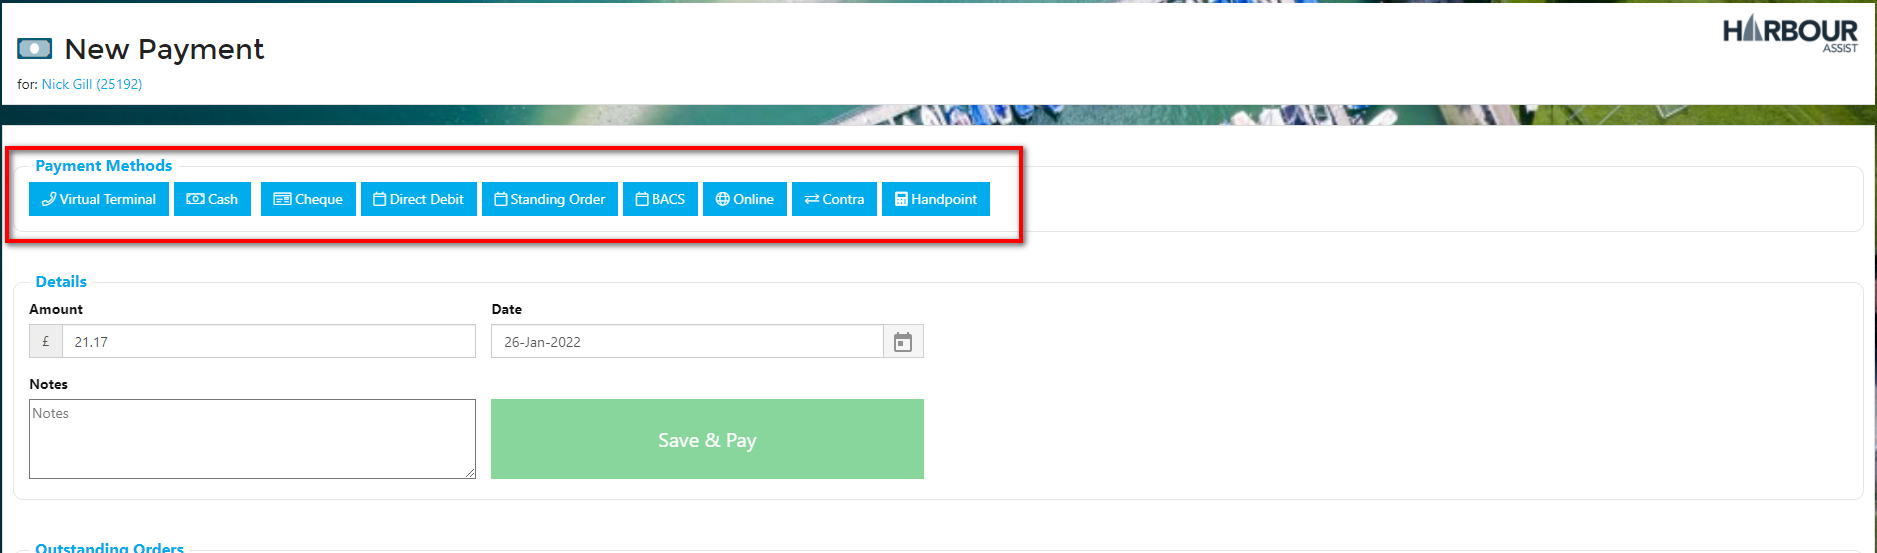 New Payment
HARBOUR
ASSIST
for: Nick Gill (25192)
Payment Methods
Virtual Terminal Cash Cheque Direct Debit Standing Order BACS Online Contra Handpoint
Details
Amount Date
£ 21.17 26-Jan-2022
Notes
Notes
Save & Pay
Outstanding Orders